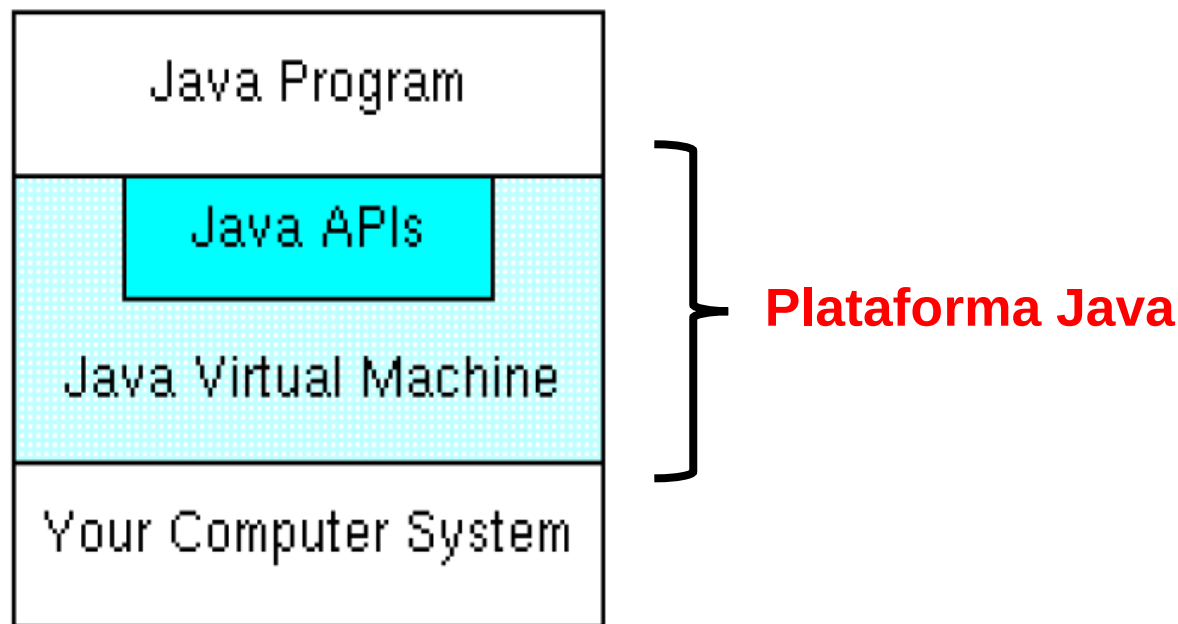 Java Program
Java APIs
Plataforma Java
Java Virtual Machine
Your Computer System